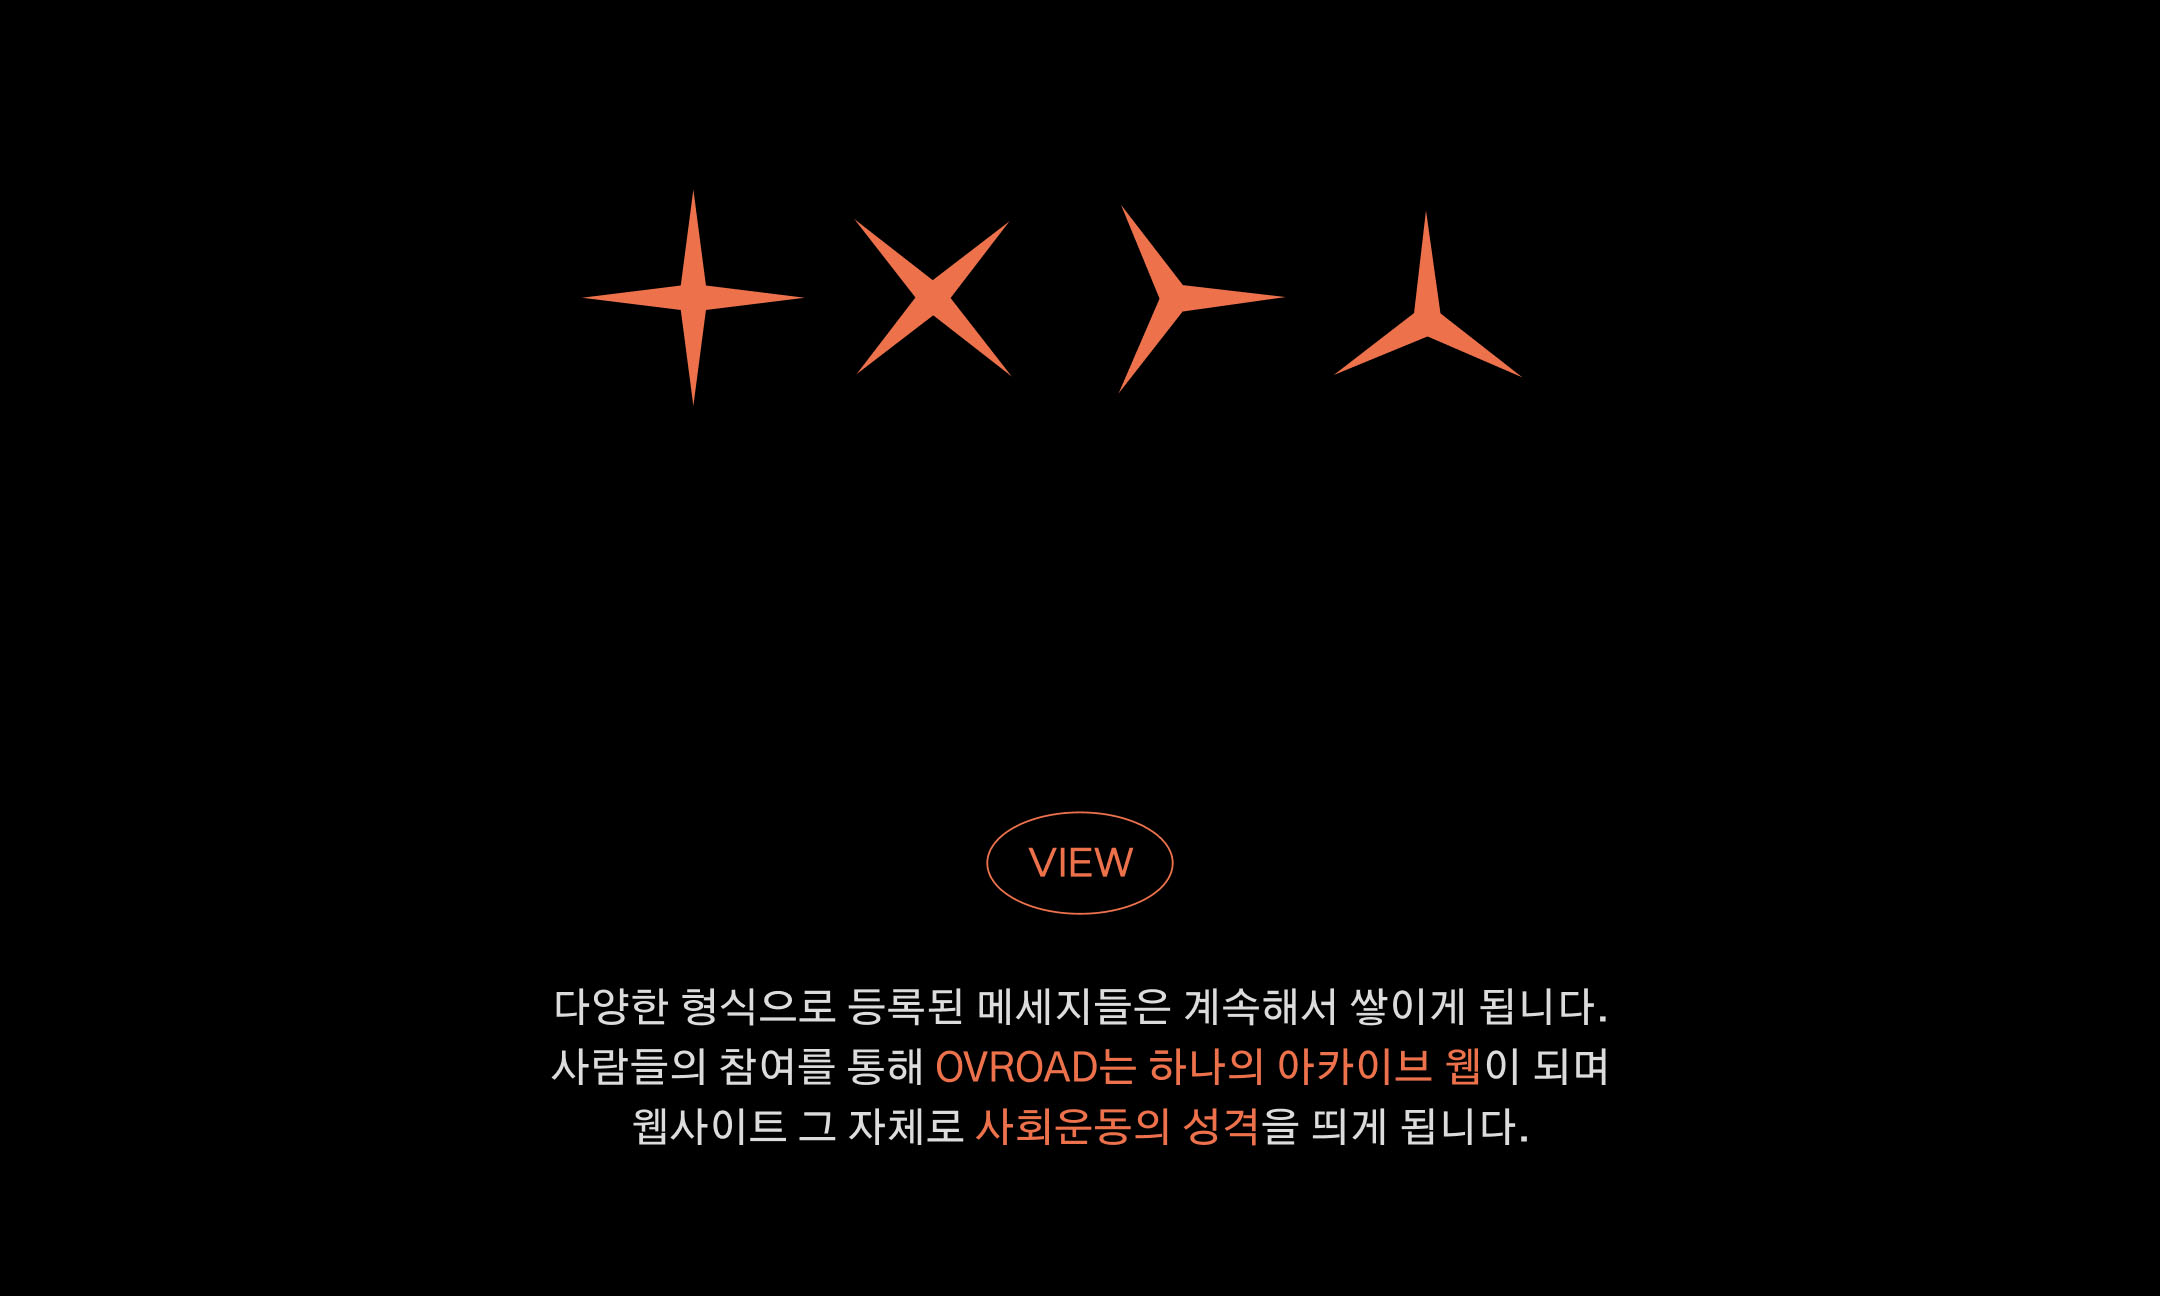 VIEW
다양한 형식으로 등록된 메세지들은 계속해서 쌓이게 됩니다.
사람들의 참여를 통해 OVROAD는 하나의 아카이브 웹이 되며
웹사이트 그 자체로 사회운동의 성격을 띄게 됩니다.